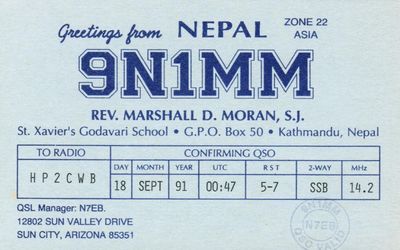 Greetings from NEPAL ZONE 22
ASIA
9N1MM
REV. MARSHALL D. MORAN, S.J.
St. Xavier's Godavari School • G.P.O. Box 50 • Kathmandu, Nepal
TO RADIO CONFIRMING QSO
DAY MONTH YEAR UTC RST 2-WAY MHz
HP2CWB 18 SEPT 91 00:47 5-7 SSB 14.2
QSL Manager: N7EB.
12802 SUN VALLEY DRIVE
SUN CITY, ARIZONA 85351
9N1MM
N7EB